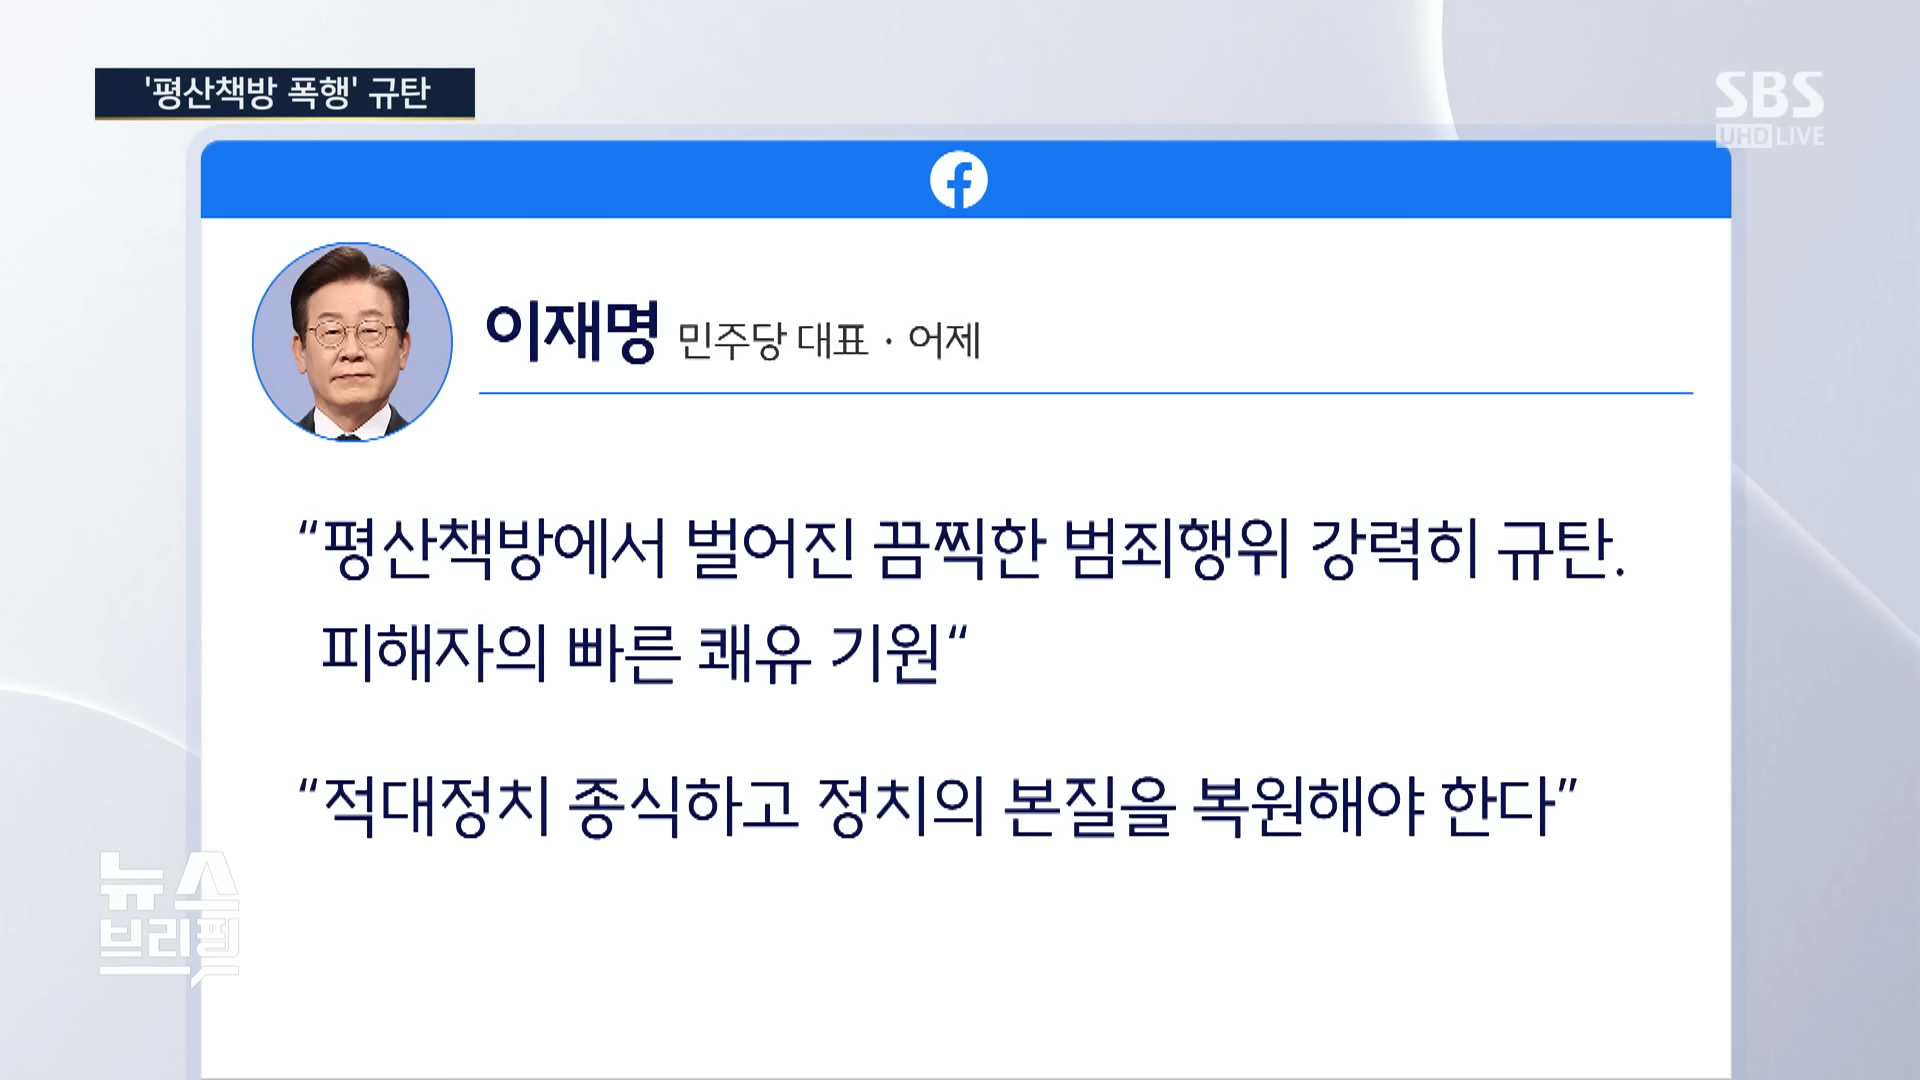 '평산책방 폭행' 규탄
SBS
UHD LIVE
이재명 민주당 대표 · 어제
“평산책방에서 벌어진 끔찍한 범죄행위 강력히 규탄.
피해자의 빠른 쾌유 기원“
“적대정치 종식하고 정치의 본질을 복원해야 한다”
뉴스
브리핑